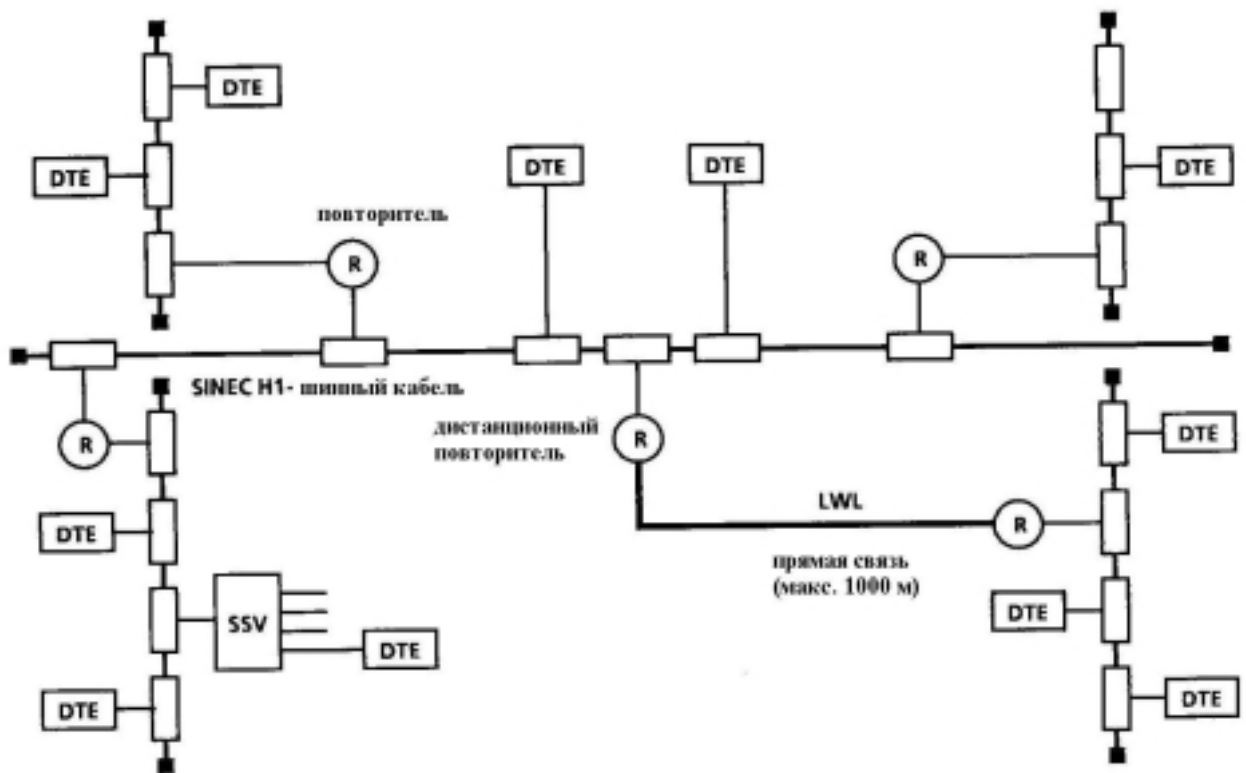 DTE
DTE
DTE
DTE
DTE
повторитель
R
R
SINEC H1- шинный кабель
R
дистанционный
повторитель
R
DTE
LWL
R
DTE
прямая связь
(макс. 1000 м)
SSV
DTE
DTE
DTE
DTE